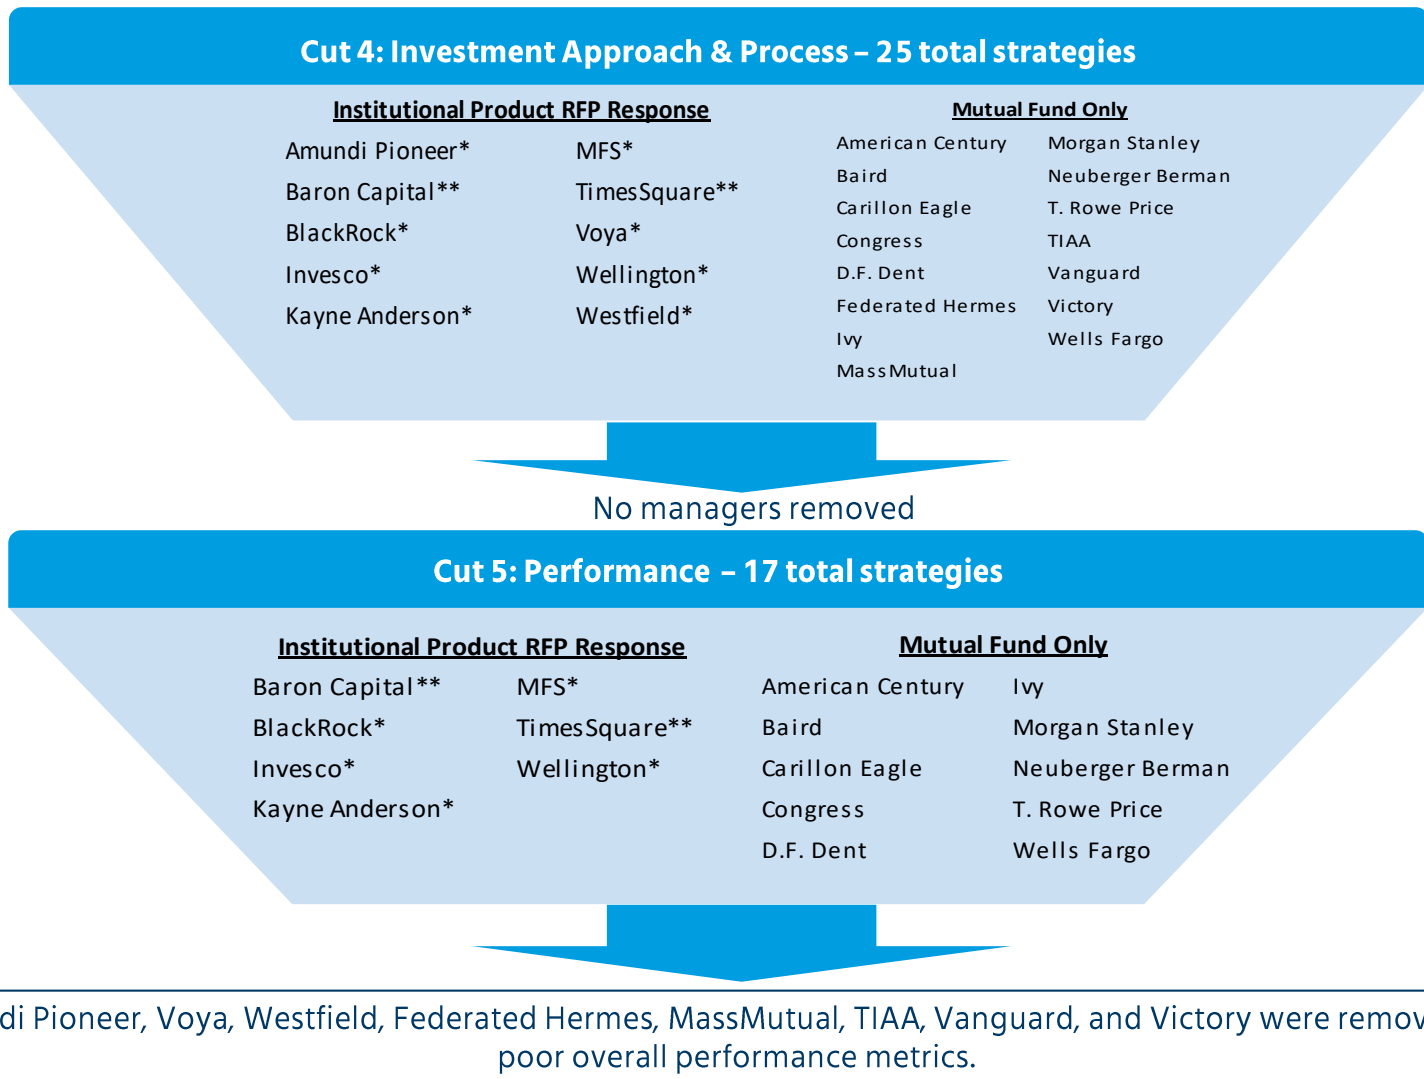 Cut 4: Investment Approach & Process – 25 total strategies
Institutional Product RFP Response
Amundi Pioneer* MFS*
Baron Capital** TimesSquare**
BlackRock* Voya*
Invesco* Wellington*
Kayne Anderson* Westfield*
Mutual Fund Only
American Century Morgan Stanley
Baird Neuberger Berman
Carillon Eagle T. Rowe Price
Congress TIAA
D.F. Dent Vanguard
Federated Hermes Victory
Ivy Wells Fargo
MassMutual
No managers removed
Cut 5: Performance – 17 total strategies
Institutional Product RFP Response
Baron Capital** MFS*
BlackRock* TimesSquare**
Invesco* Wellington*
Kayne Anderson*
Mutual Fund Only
American Century Ivy
Baird Morgan Stanley
Carillon Eagle Neuberger Berman
Congress T. Rowe Price
D.F. Dent Wells Fargo
di Pioneer, Voya, Westfield, Federated Hermes, MassMutual, TIAA, Vanguard, and Victory were remov
poor overall performance metrics.